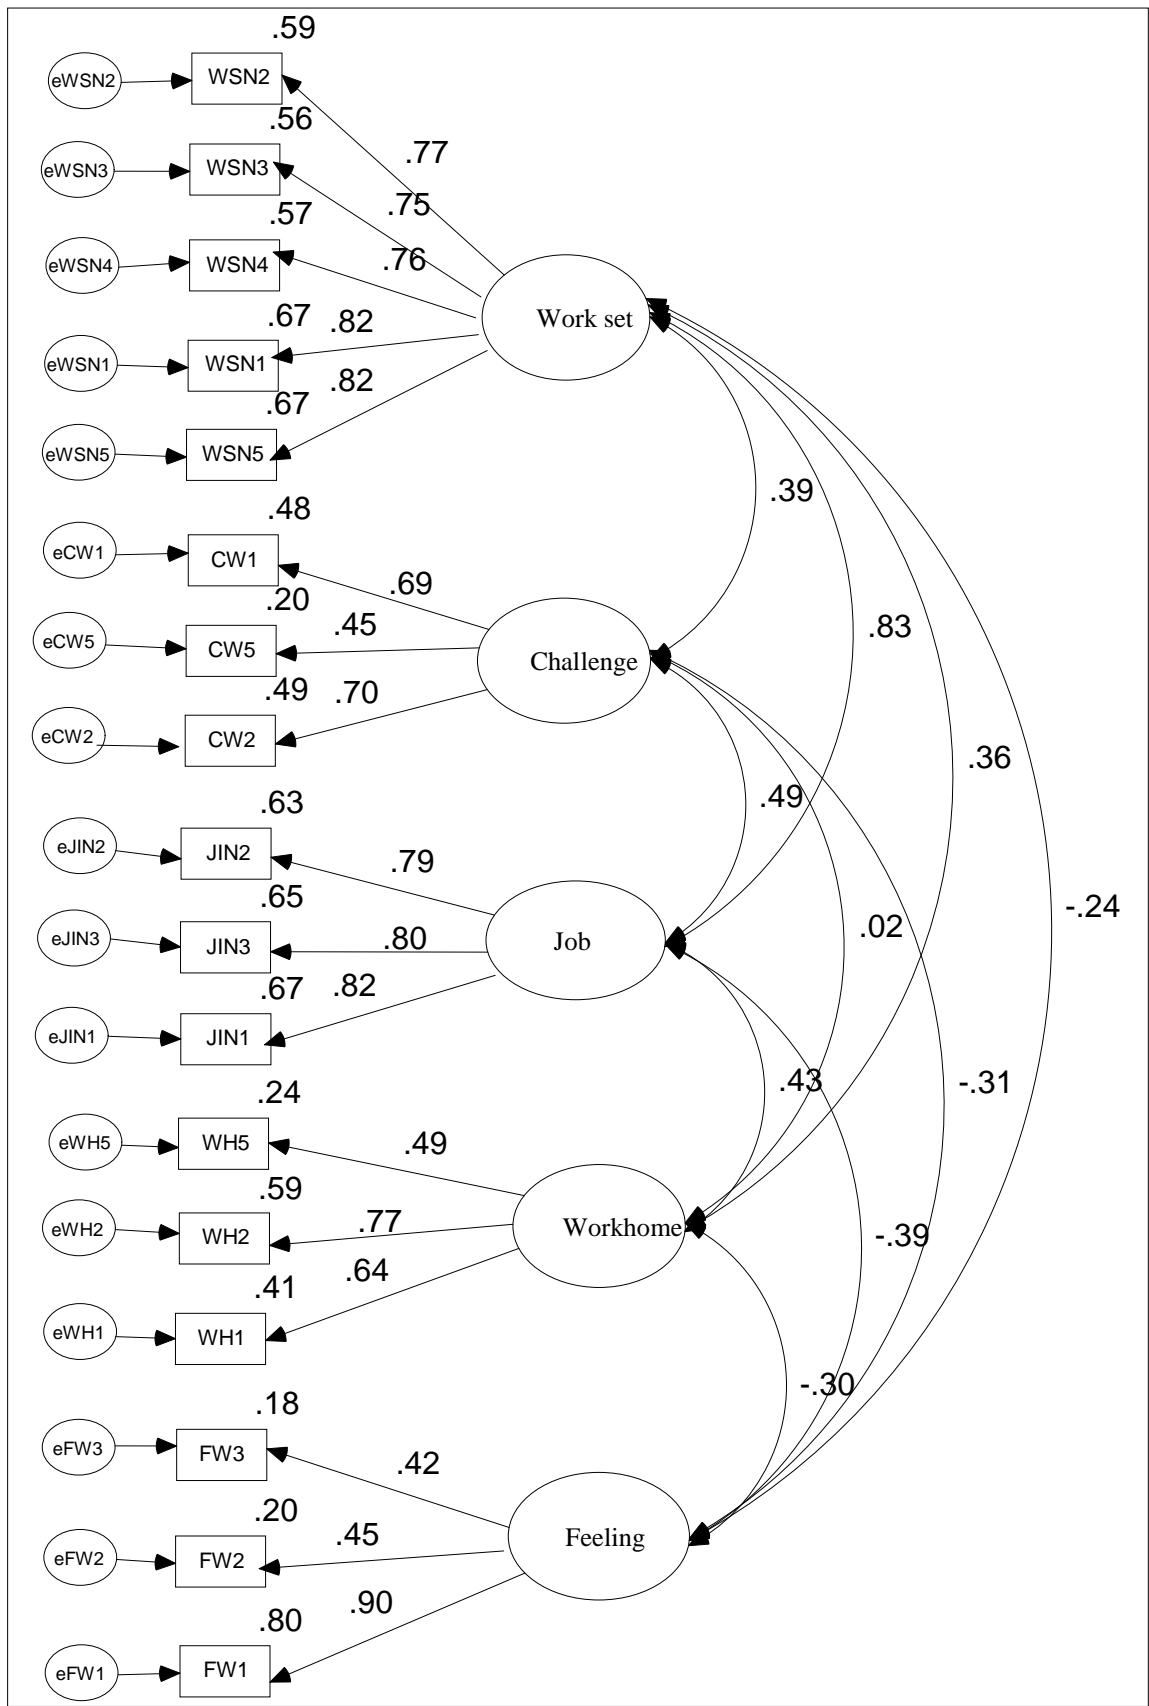 .59
eWSN2 WSN2
.56
.77
eWSN3 WSN3
.75
.57
eWSN4 WSN4
.76
Work set
.67 .82
eWSN1 WSN1
.82
.67
eWSN5 WSN5
.39
.48
eCW1 CW1
.69
.20
.45
.83
eCW5 CW5
Challenge
.49 .70
eCW2 CW2
.36
.49
.63
eJIN2 JIN2
.79
.65
-.24
eJIN3 JIN3
.80
Job
.02
.67 .82
eJIN1 JIN1
.43
-.31
.24
eWH5 WH5
.49
.59
eWH2 WH2
.77
Workhome
-.39
.64
.41
eWH1 WH1
-.30
.18
eFW3 FW3
.42
.20
.45
Feeling
eFW2 FW2
.90
.80
eFW1 FW1